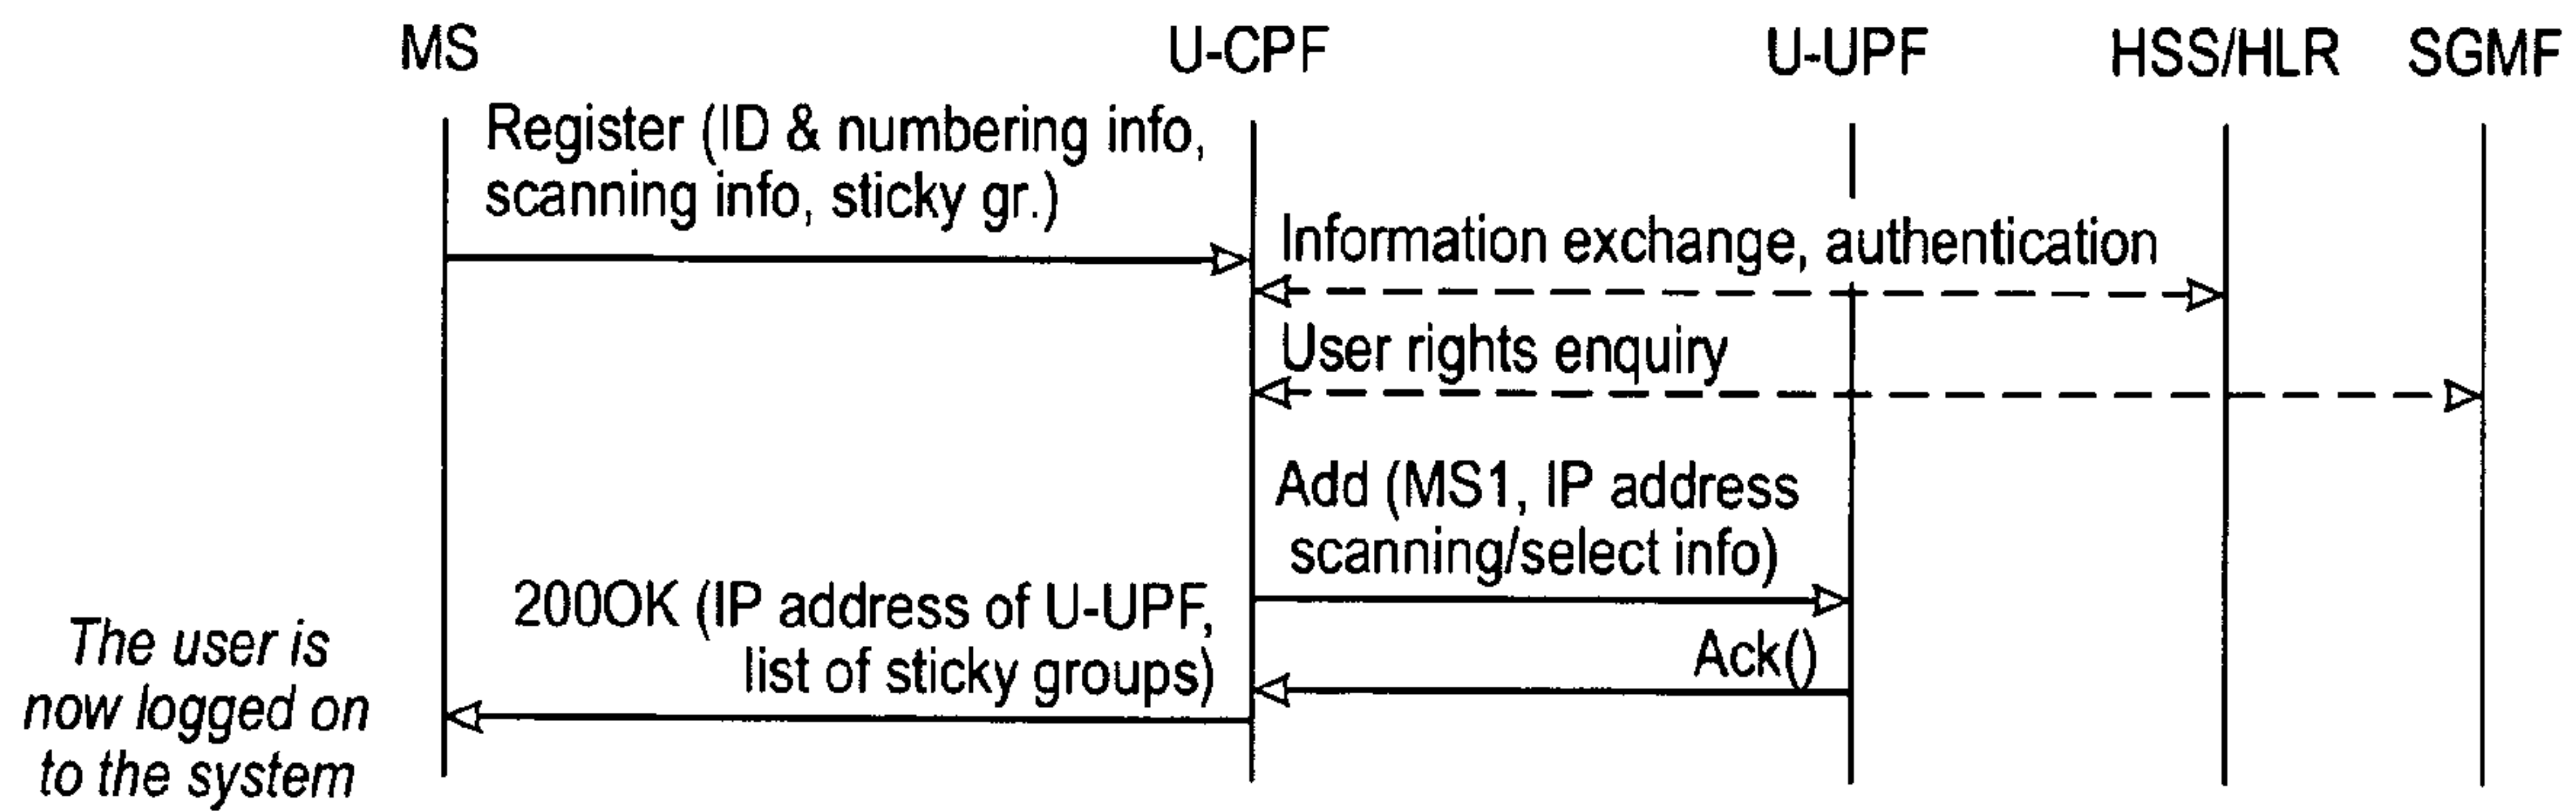 MS
U-CPF
U-UPF
HSS/HLR
SGMF
Register (ID & numbering info,
scanning info, sticky gr.)
Information exchange, authentication
User rights enquiry
Add (MS1, IP address
scanning/select info)
Ack()
200OK (IP address of U-UPF,
list of sticky groups)
The user is
now logged on
to the system